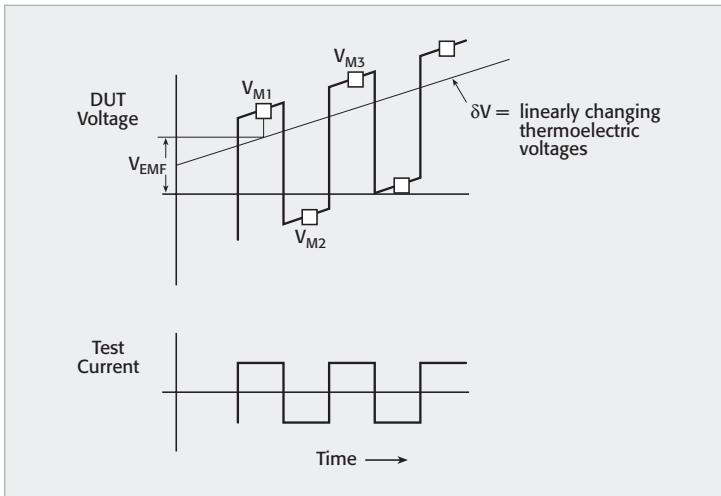 DUT
Voltage
V_EMF
V_M1
V_M2
V_M3
δV = linearly changing
thermoelectric
voltages
Test
Current
Time